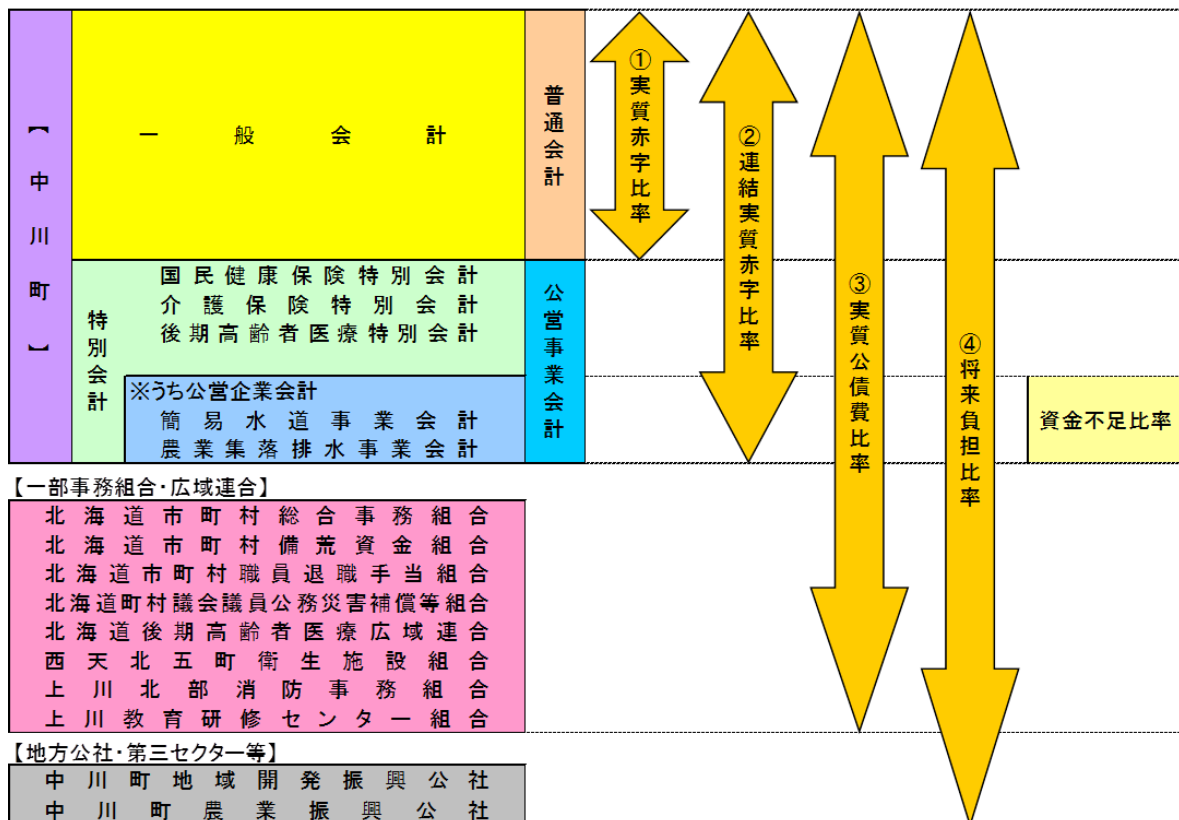 【中川町】
一般会計
普通会計
①実質赤字比率
②連結実質赤字比率
③実質公債費比率
④将来負担比率
特別会計
国民健康保険特別会計
介護保険特別会計
後期高齢者医療特別会計
公営事業会計
※うち公営企業会計
簡易水道事業会計
農業集落排水事業会計
資金不足比率
【一部事務組合・広域連合】
北海道市町村総合事務組合
北海道市町村備荒資金組合
北海道市町村職員退職手当組合
北海道町村議会議員公務災害補償等組合
北海道後期高齢者医療広域連合
西天北五町衛生施設組合
上川北部消防事務組合
上川教育研修センター組合
【地方公社・第三セクター等】
中川町地域開発振興公社
中川町農業振興公社